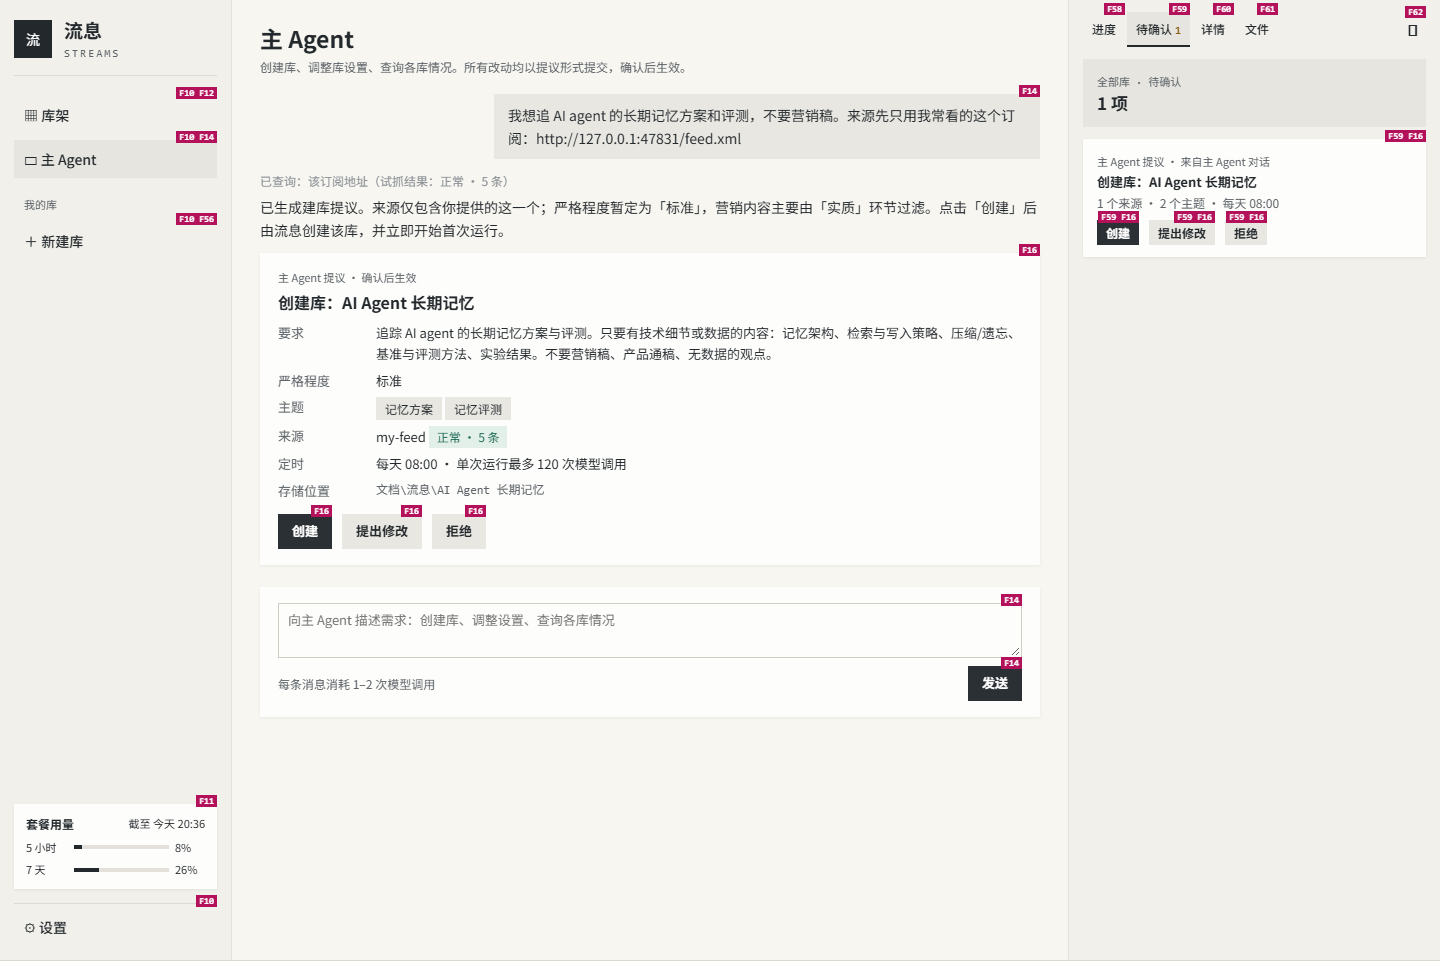 流
流息
STREAMS
F10 F12
库架
F10 F14
主 Agent
我的库
F10 F56
+ 新建库
F11
套餐用量 截至 今天 20:36
5 小时 8%
7 天 26%
F10
设置
主 Agent
创建库、调整库设置、查询各库情况。所有改动均以提议形式提交，确认后生效。
F14
我想追 AI agent 的长期记忆方案和评测，不要营销稿。来源先只用我常看的这个订
阅：http://127.0.0.1:47831/feed.xml
已查询：该订阅地址（试抓结果：正常 · 5 条）
已生成建库提议。来源仅包含你提供的这一个；严格程度暂定为「标准」，营销内容主要由「实质」环节过滤。点击「创建」后
由流息创建该库，并立即开始首次运行。
F16
主 Agent 提议 · 确认后生效
创建库：AI Agent 长期记忆
要求 追踪 AI agent 的长期记忆方案与评测。只要有技术细节或数据的内容：记忆架构、检索与写入策略、压缩/遗忘、
基准与评测方法、实验结果。不要营销稿、产品通稿、无数据的观点。
严格程度 标准
主题 记忆方案 记忆评测
来源 my-feed 正常 · 5 条
定时 每天 08:00 · 单次运行最多 120 次模型调用
存储位置 文档\流息\AI Agent 长期记忆
F16 F16 F16
创建 提出修改 拒绝
F14
向主 Agent 描述需求：创建库、调整设置、查询各库情况
F14
每条消息消耗 1–2 次模型调用 发送
F58 F59 F60 F61 F62
进度 待确认 1 详情 文件
全部库 · 待确认
1 项
F59 F16
主 Agent 提议 · 来自主 Agent 对话
创建库：AI Agent 长期记忆
1 个来源 · 2 个主题 · 每天 08:00
F59 F16 F59 F16 F59 F16
创建 提出修改 拒绝